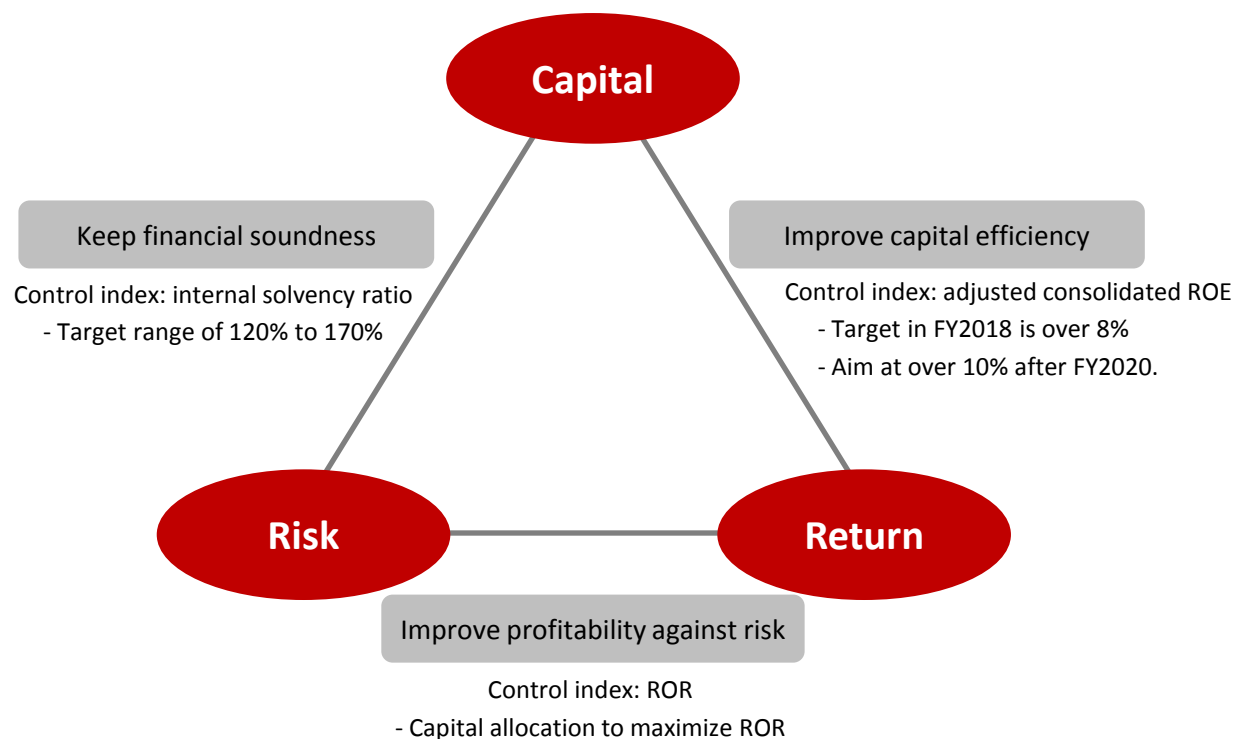 Capital
Keep financial soundness
Control index: internal solvency ratio
- Target range of 120% to 170%
Improve capital efficiency
Control index: adjusted consolidated ROE
- Target in FY2018 is over 8%
- Aim at over 10% after FY2020.
Risk
Return
Improve profitability against risk
Control index: ROR
- Capital allocation to maximize ROR